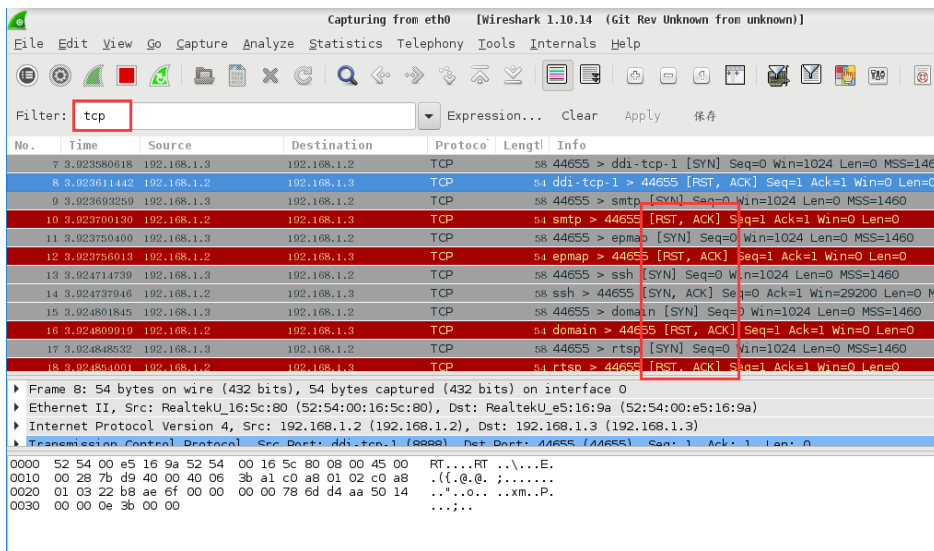 Capturing from eth0 [Wireshark 1.10.14 (Git Rev Unknown from unknown)]
File Edit View Go Capture Analyze Statistics Telephony Tools Internals Help
Filter: tcp Expression... Clear Apply 保存
No. Time Source Destination Protoco Lengtl Info
7 3.923580618 192.168.1.3 192.168.1.2 TCP 58 44655 > ddi-tcp-1 [SYN] Seq=0 Win=1024 Len=0 MSS=146
8 3.923611442 192.168.1.2 192.168.1.3 TCP 54 ddi-tcp-1 > 44655 [RST, ACK] Seq=1 Ack=1 Win=0 Len=0
9 3.923693259 192.168.1.3 192.168.1.2 TCP 58 44655 > smtp [SYN] Seq=0 Win=1024 Len=0 MSS=1460
10 3.923700130 192.168.1.2 192.168.1.3 TCP 54 smtp > 44655 [RST, ACK] Seq=1 Ack=1 Win=0 Len=0
11 3.923750400 192.168.1.3 192.168.1.2 TCP 58 44655 > epmap [SYN] Seq=0 Win=1024 Len=0 MSS=1460
12 3.923756013 192.168.1.2 192.168.1.3 TCP 54 epmap > 44655 [RST, ACK] Seq=1 Ack=1 Win=0 Len=0
13 3.924714739 192.168.1.3 192.168.1.2 TCP 58 44655 > ssh [SYN] Seq=0 Win=1024 Len=0 MSS=1460
14 3.924737946 192.168.1.2 192.168.1.3 TCP 58 ssh > 44655 [SYN, ACK] Seq=0 Ack=1 Win=29200 Len=0 M
15 3.924801845 192.168.1.3 192.168.1.2 TCP 58 44655 > domain [SYN] Seq=0 Win=1024 Len=0 MSS=1460
16 3.924809919 192.168.1.2 192.168.1.3 TCP 54 domain > 44655 [RST, ACK] Seq=1 Ack=1 Win=0 Len=0
17 3.924848532 192.168.1.3 192.168.1.2 TCP 58 44655 > rtsp [SYN] Seq=0 Win=1024 Len=0 MSS=1460
18 3.924854001 192.168.1.2 192.168.1.3 TCP 54 rtsp > 44655 [RST, ACK] Seq=1 Ack=1 Win=0 Len=0
Frame 8: 54 bytes on wire (432 bits), 54 bytes captured (432 bits) on interface 0
Ethernet II, Src: RealtekU_16:5c:80 (52:54:00:16:5c:80), Dst: RealtekU_e5:16:9a (52:54:00:e5:16:9a)
Internet Protocol Version 4, Src: 192.168.1.2 (192.168.1.2), Dst: 192.168.1.3 (192.168.1.3)
Transmission Control Protocol, Src Port: ddi-tcp-1 (8888), Dst Port: 44655 (44655), Seq: 1, Ack: 1, Len: 0
0000 52 54 00 e5 16 9a 52 54 00 16 5c 80 08 00 45 00 RT....RT ..\...E.
0010 00 28 7b d9 40 00 40 06 3b a1 c0 a8 01 02 c0 a8 .({.@.@. ;.......
0020 01 03 22 b8 ae 6f 00 00 00 00 78 6d d4 aa 50 14 .."..o.. ..xm..P.
0030 00 00 0e 3b 00 00 ...;..